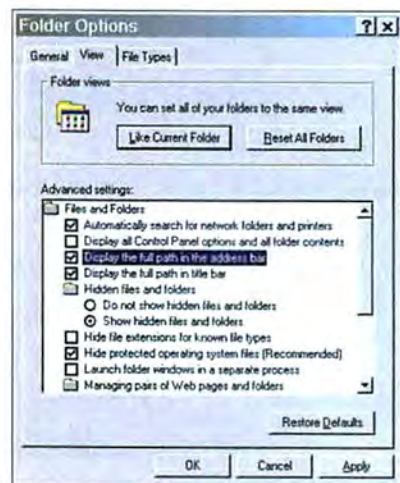 Folder Options
General View File Types
Folder views
You can set all of your folders to the same view.
Like Current Folder Reset All Folders
Advanced settings:
Files and Folders
Automatically search for network folders and printers
Display all Control Panel options and all folder contents
Display the full path in the address bar
Display the full path in title bar
Hidden files and folders
Do not show hidden files and folders
Show hidden files and folders
Hide file extensions for known file types
Hide protected operating system files (Recommended)
Launch folder windows in a separate process
Managing pairs of Web pages and folders
Restore Defaults
OK Cancel Apply